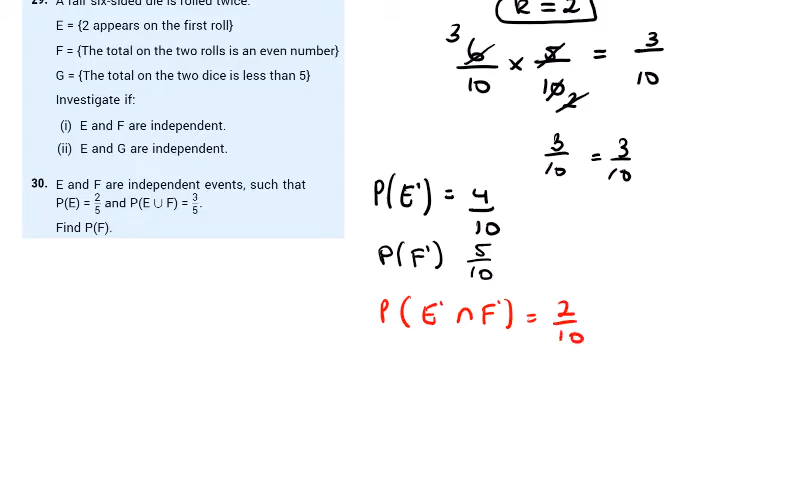 29. A fair six-sided die is rolled twice.
E = {2 appears on the first roll}
F = {The total on the two rolls is an even number}
G = {The total on the two dice is less than 5}
Investigate if:
(i) E and F are independent.
(ii) E and G are independent.
30. E and F are independent events, such that
P(E) = 2/5 and P(E ∪ F) = 3/5.
Find P(F).
k = 2
3 6/10 × 5/10 2 = 3/10
3/10 = 3/10
P(E') = 4/10
P(F') 5/10
P(E' ∩ F') = 2/10